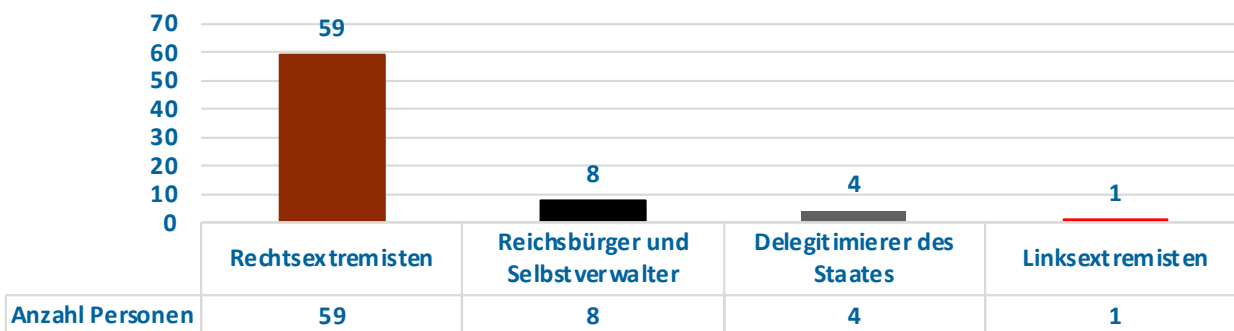 70
60
50
40
30
20
10
0
59
8
4
1
Rechtsextremisten
Reichsbürger und
Selbstverwalter
Delegitimierer des
Staates
Linksextremisten
Anzahl Personen 59 8 4 1